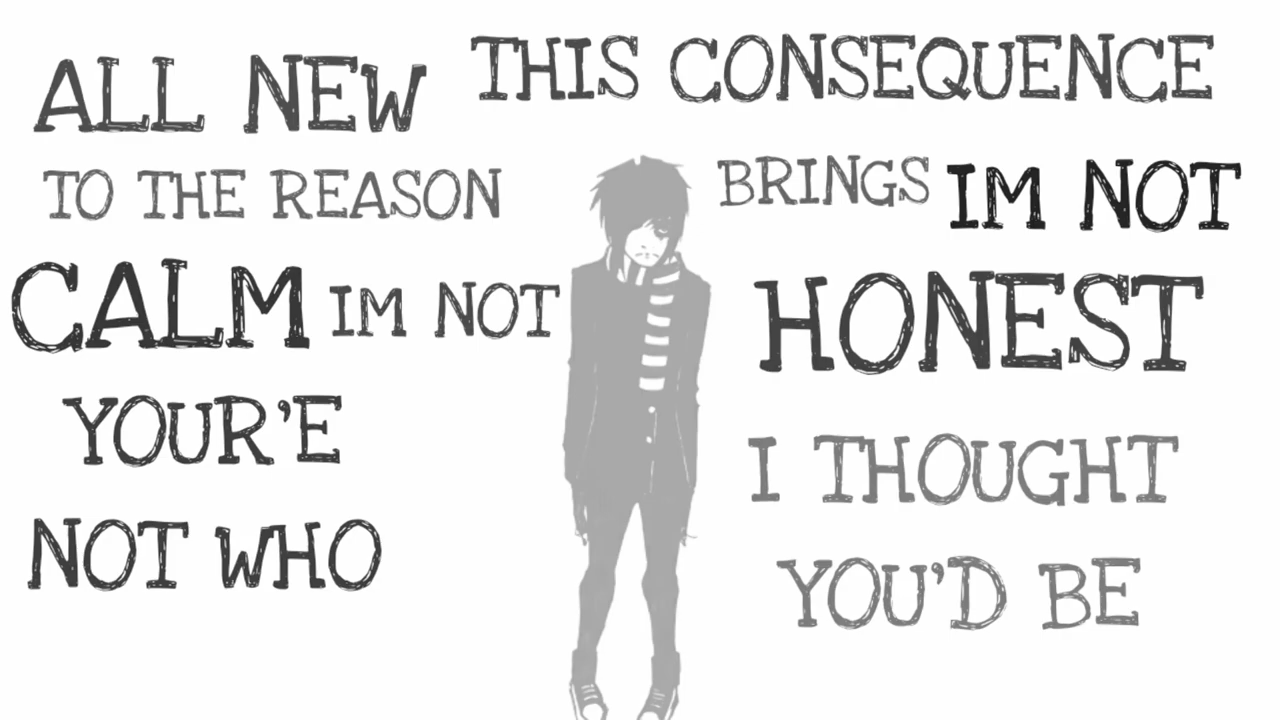 ALL NEW THIS CONSEQUENCE
TO THE REASON BRINGS IM NOT
CALM IM NOT HONEST
YOUR'E I THOUGHT
NOT WHO YOU'D BE